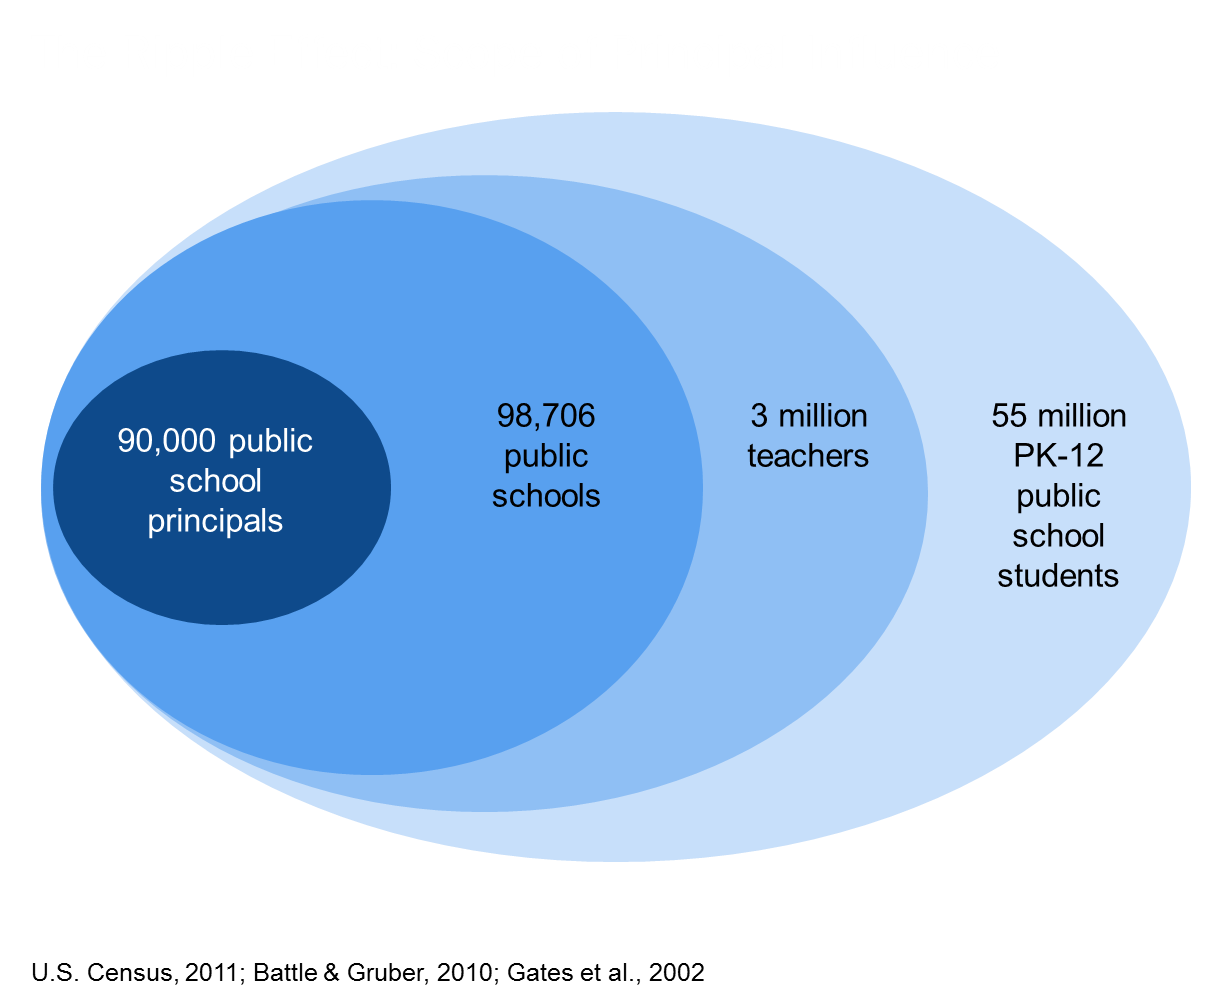 90,000 public
school
principals
98,706
public
schools
3 million
teachers
55 million
PK-12
public
school
students
U.S. Census, 2011; Battle & Gruber, 2010; Gates et al., 2002